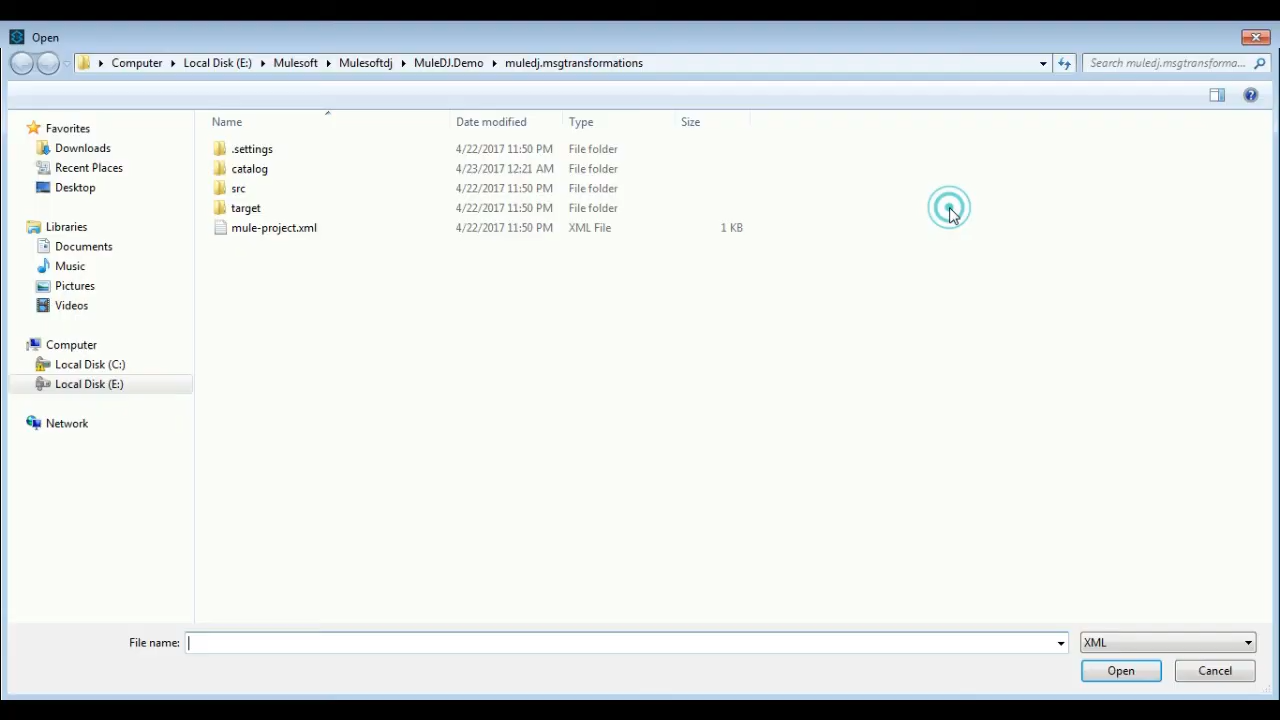 Open
Computer Local Disk (E:) Mulesoft Mulesoftdj MuleDJ.Demo muledj.msgtransformations Search muledj.msgtransforma...
Name Date modified Type Size
Favorites
Downloads
Recent Places
Desktop
Libraries
Documents
Music
Pictures
Videos
Computer
Local Disk (C:)
Local Disk (E:)
Network
.settings 4/22/2017 11:50 PM File folder
catalog 4/23/2017 12:21 AM File folder
src 4/22/2017 11:50 PM File folder
target 4/22/2017 11:50 PM File folder
mule-project.xml 4/22/2017 11:50 PM XML File 1 KB
File name: XML
Open Cancel